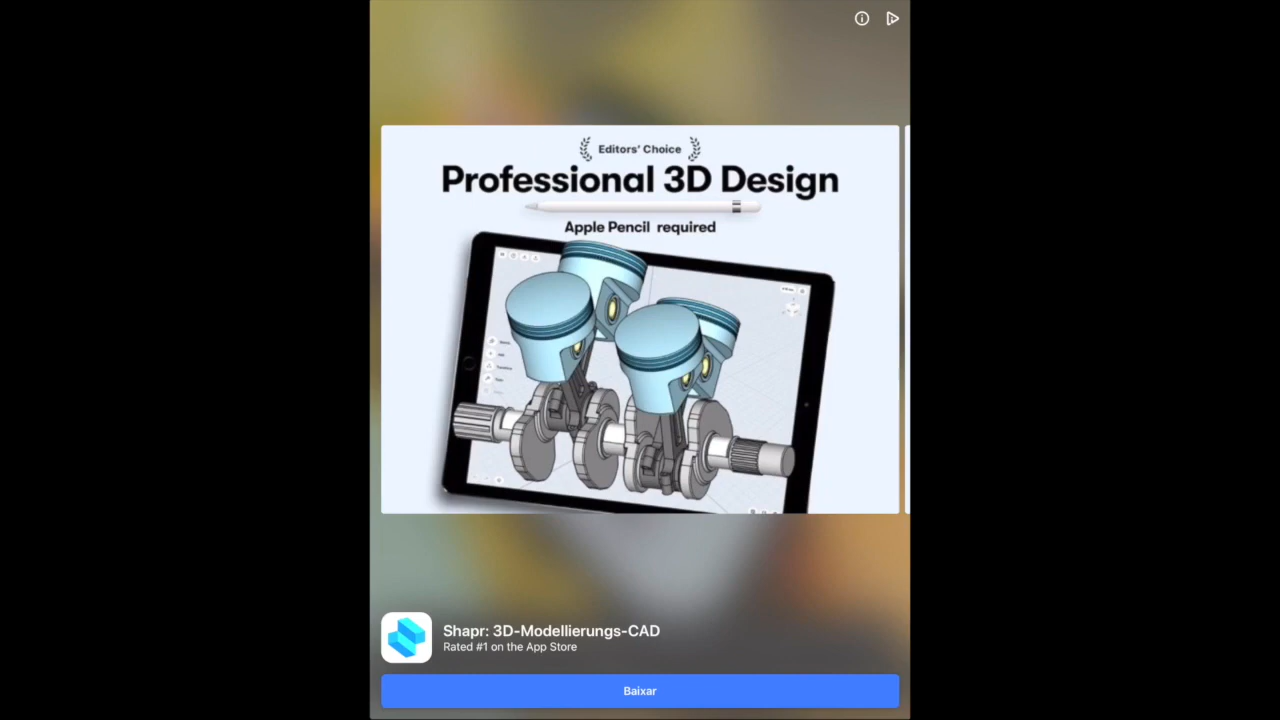 Editors' Choice
Professional 3D Design
Apple Pencil required
Shapr: 3D-Modellierungs-CAD
Rated #1 on the App Store
Baixar